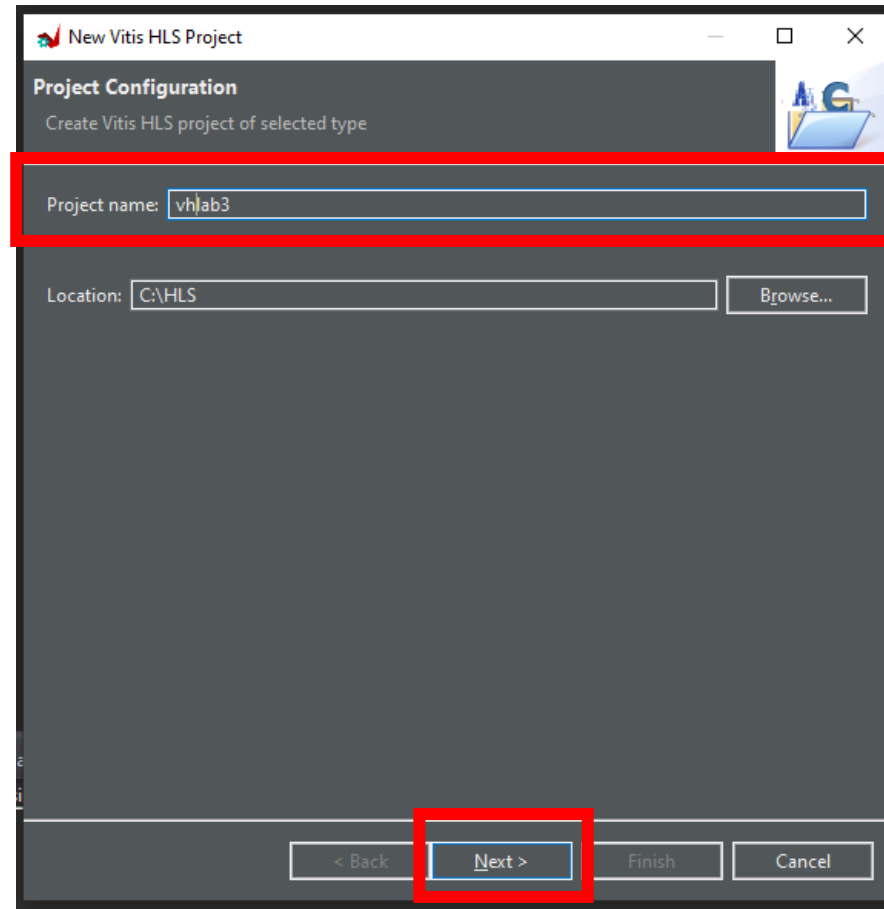 New Vitis HLS Project
Project Configuration
Create Vitis HLS project of selected type
Project name: vhlab3
Location: C:\HLS Browse...
< Back Next > Finish Cancel